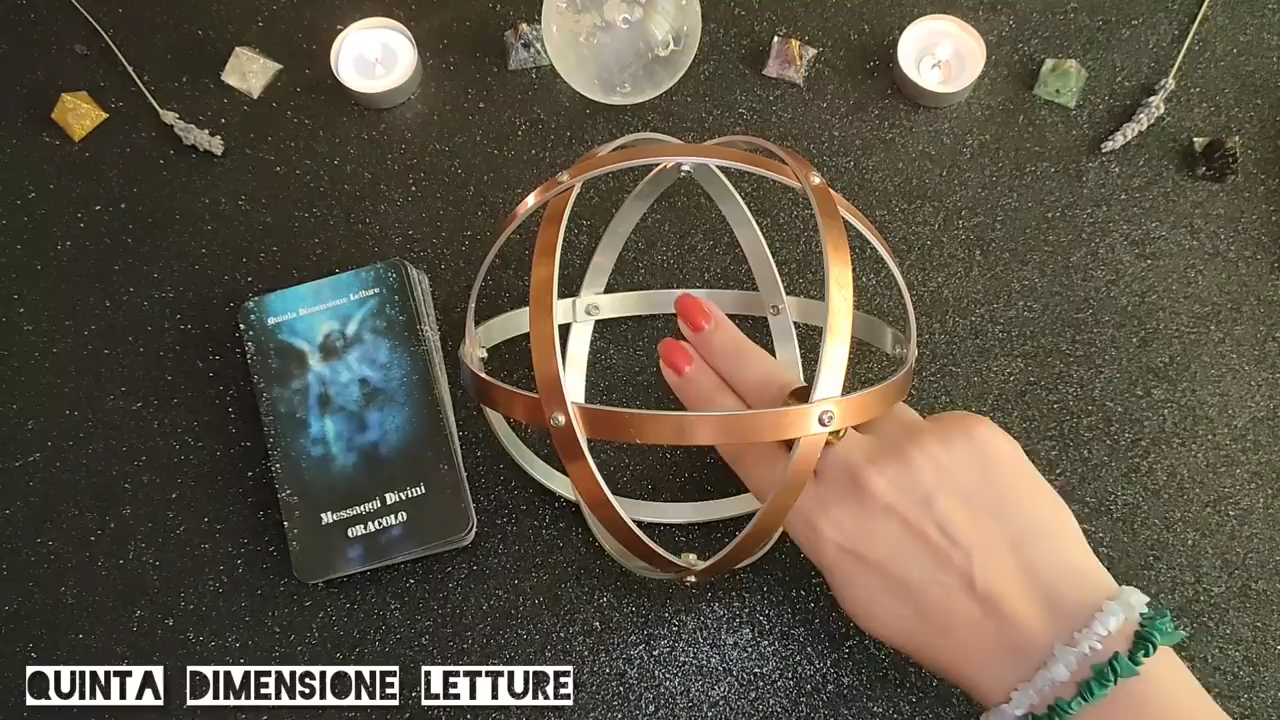 Quinta Dimensione Letture
Messaggi Divini
ORACOLO
QUINTA DIMENSIONE LETTURE